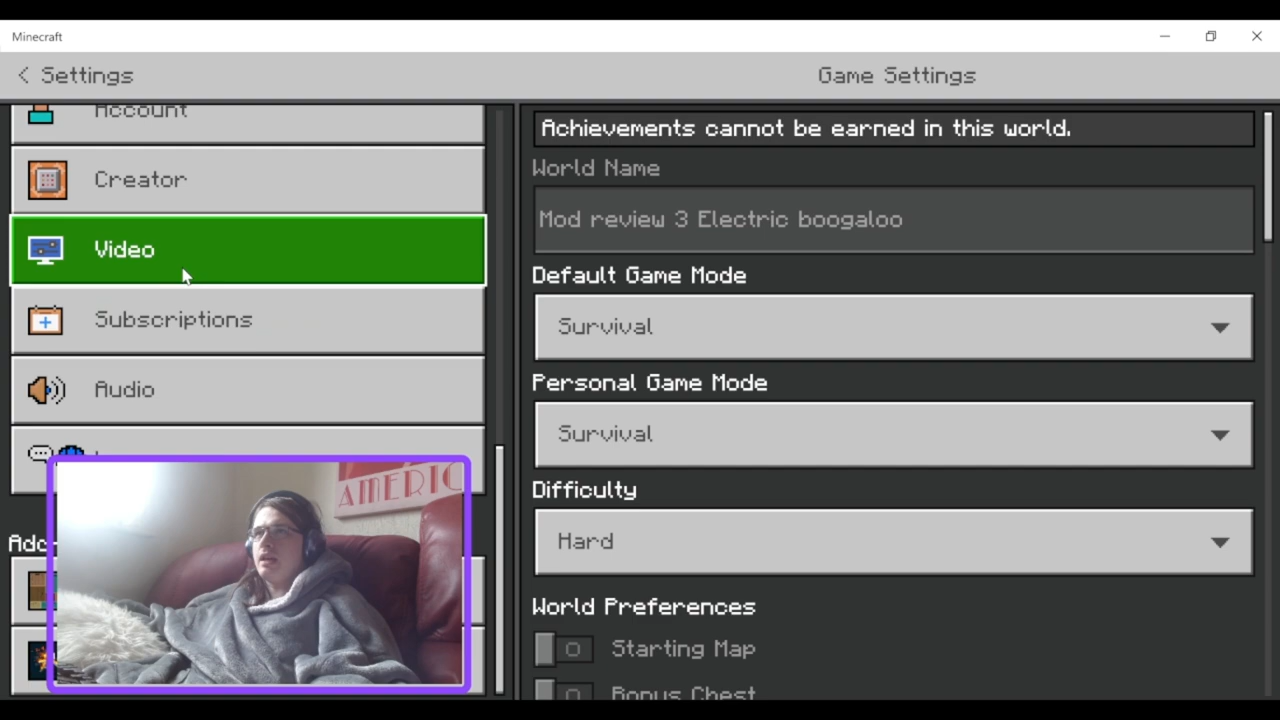 Minecraft
Settings
Game Settings
Account
Creator
Video
Subscriptions
Audio
Achievements cannot be earned in this world.
World Name
Mod review 3 Electric boogaloo
Default Game Mode
Survival
Personal Game Mode
Survival
Difficulty
Hard
World Preferences
Starting Map
Bonus Chest
AMERIC